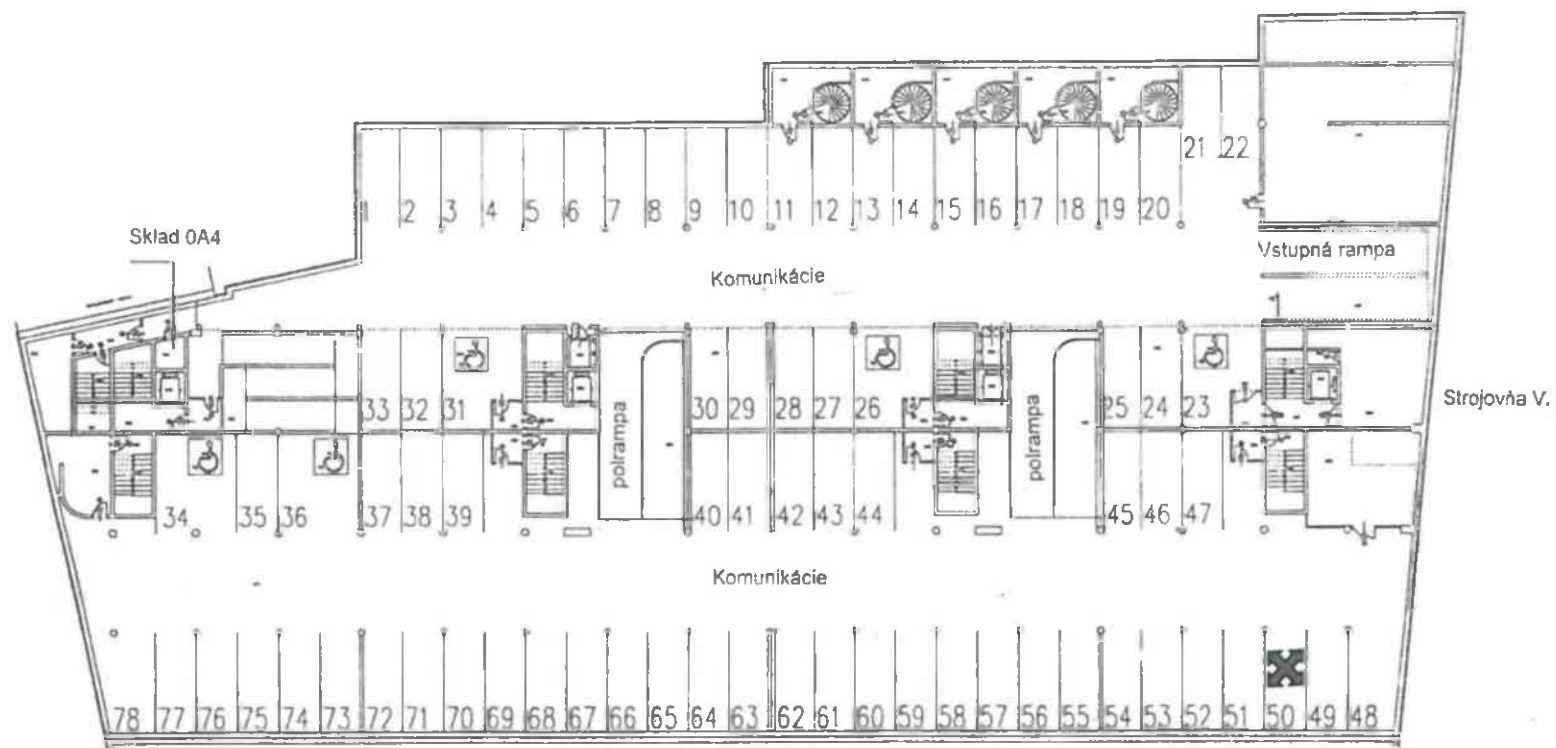 21 22
1 2 3 4 5 6 7 8 9 10 11 12 13 14 15 16 17 18 19 20
Sklad 0A4
Vstupná rampa
Komunikácie
Strojovňa V.
33 32 31 30 29 28 27 26 25 24 23
polrampa
polrampa
34 35 36 37 38 39 40 41 42 43 44 45 46 47
Komunikácie
78 77 76 75 74 73 72 71 70 69 68 67 66 65 64 63 62 61 60 59 58 57 56 55 54 53 52 51 50 49 48